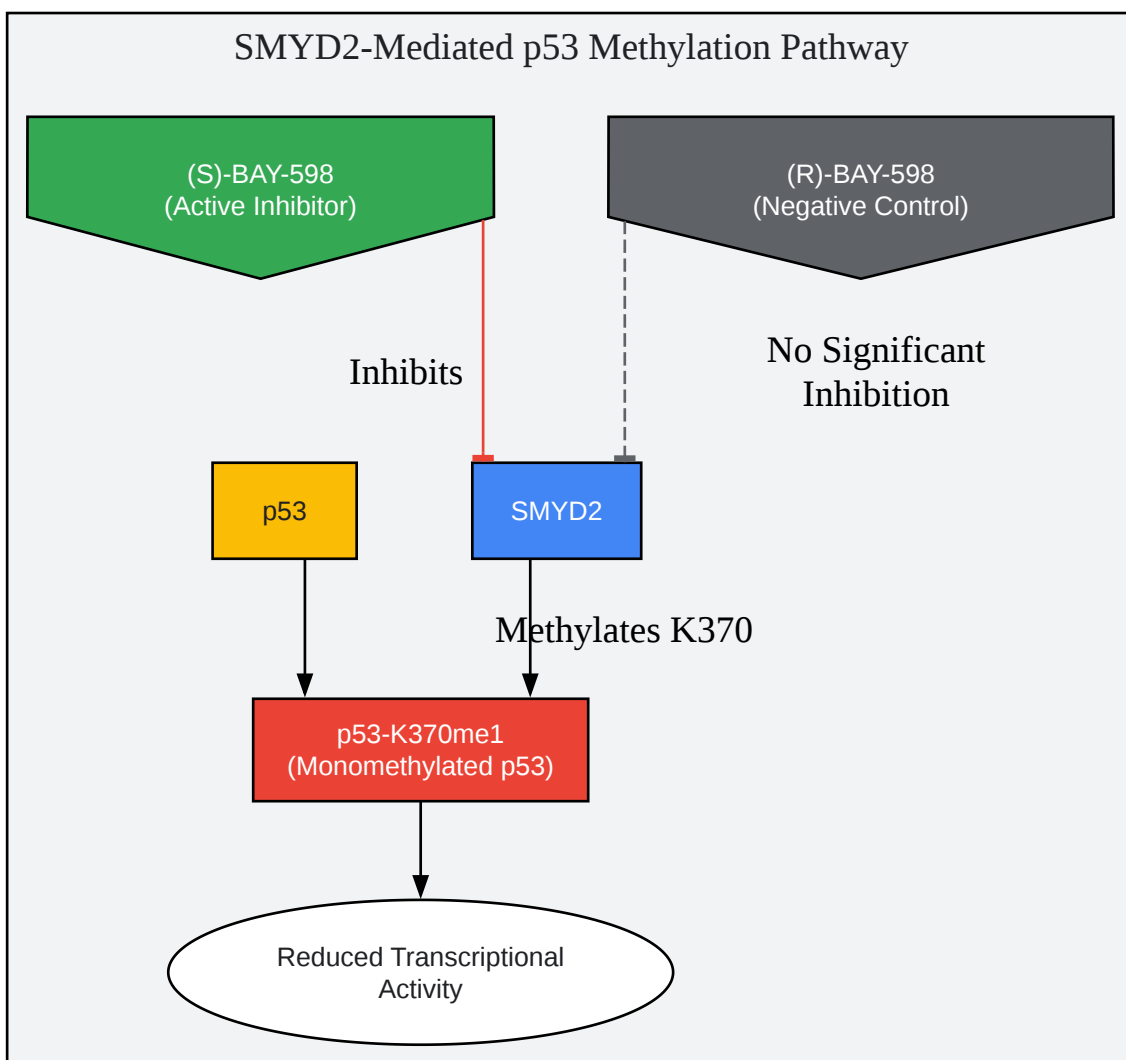 SMYD2-Mediated p53 Methylation Pathway
(S)-BAY-598
(Active Inhibitor)
(R)-BAY-598
(Negative Control)
Inhibits
No Significant
Inhibition
p53
SMYD2
Methylates K370
p53-K370me1
(Monomethylated p53)
Reduced Transcriptional
Activity